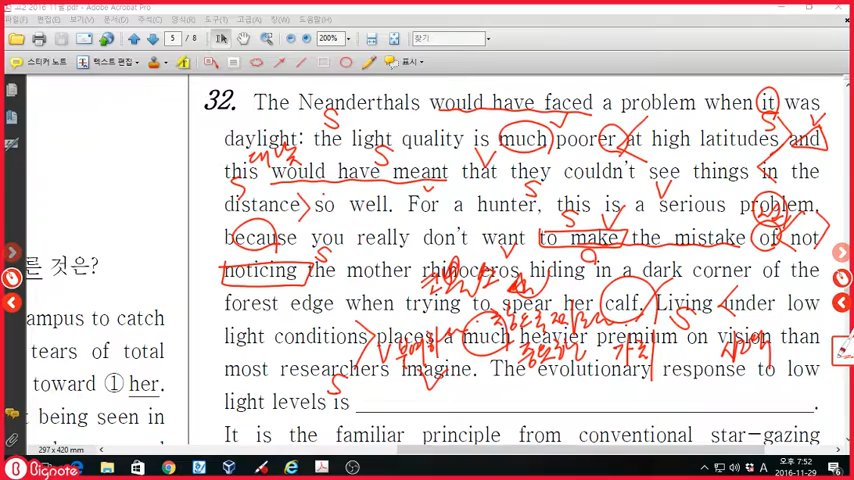 고2 2016 11월.pdf - Adobe Acrobat Pro
파일(F) 편집(E) 보기(V) 문서(D) 주석(C) 양식(R) 도구(T) 고급(A) 창(W) 도움말(H)
5 / 8 200% 찾기
스티커 노트 텍스트 편집 표시
32. The Neanderthals would have faced a problem when it was
daylight: the light quality is much poorer at high latitudes and
this would have meant that they couldn't see things in the
distance so well. For a hunter, this is a serious problem,
because you really don't want to make the mistake of not
noticing the mother rhinoceros hiding in a dark corner of the
forest edge when trying to spear her calf. Living under low
light conditions places a much heavier premium on vision than
most researchers imagine. The evolutionary response to low
light levels is
It is the familiar principle from conventional star-gazing
른 것은?
ampus to catch
tears of total
toward ① her.
t being seen in
S
V
S
V
S
V
S
V
S
V
S
V
S
V
S
V
S
V
297 x 420 mm
Bignote
A
오후 7:52
2016-11-29